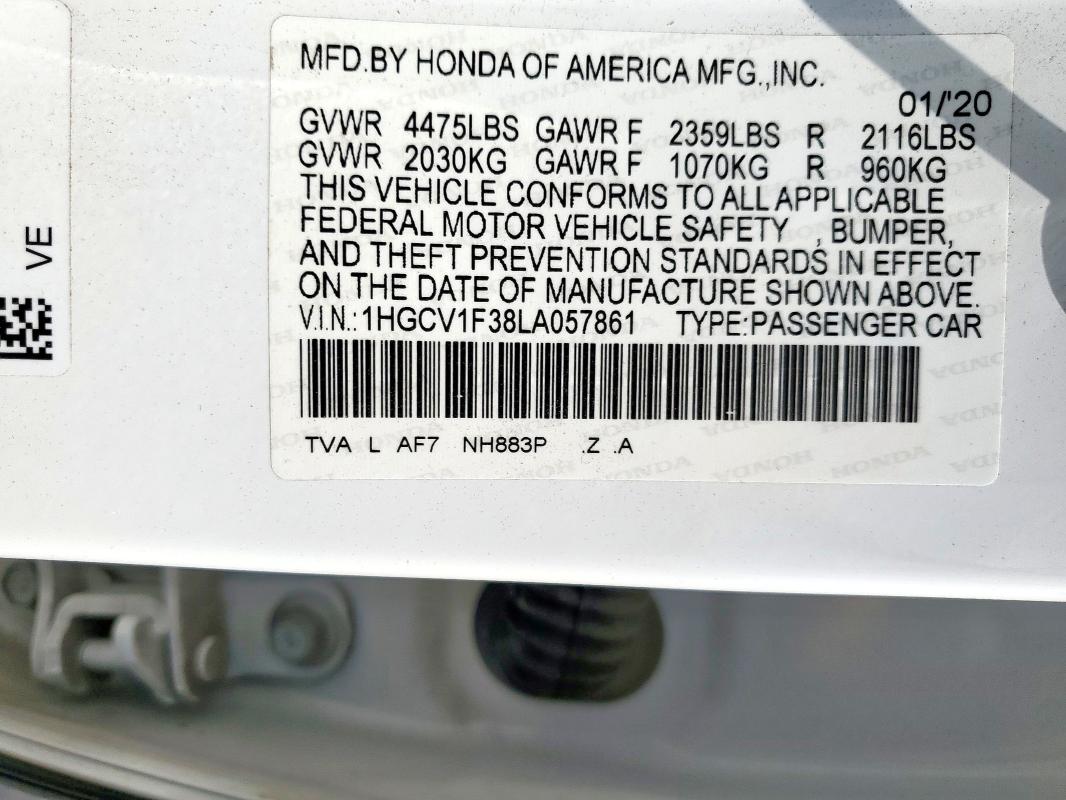 MFD.BY HONDA OF AMERICA MFG.,INC.
01/'20
GVWR 4475LBS GAWR F 2359LBS R 2116LBS
GVWR 2030KG GAWR F 1070KG R 960KG
THIS VEHICLE CONFORMS TO ALL APPLICABLE
FEDERAL MOTOR VEHICLE SAFETY , BUMPER,
AND THEFT PREVENTION STANDARDS IN EFFECT
ON THE DATE OF MANUFACTURE SHOWN ABOVE.
V.I.N.:1HGCV1F38LA057861 TYPE:PASSENGER CAR
TVA L AF7 NH883P .Z .A
VE